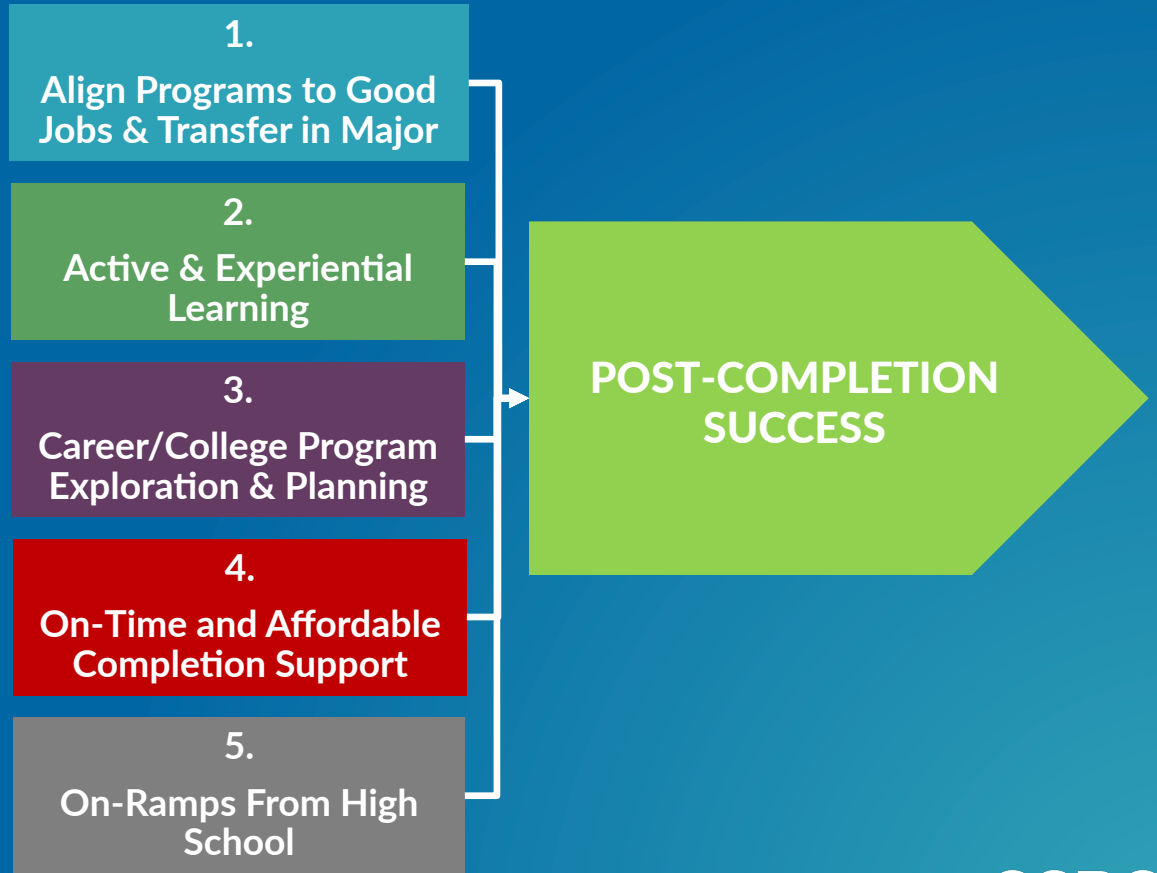 1.
Align Programs to Good
Jobs & Transfer in Major
2.
Active & Experiential
Learning
3.
Career/College Program
Exploration & Planning
4.
On-Time and Affordable
Completion Support
5.
On-Ramps From High
School
POST-COMPLETION
SUCCESS